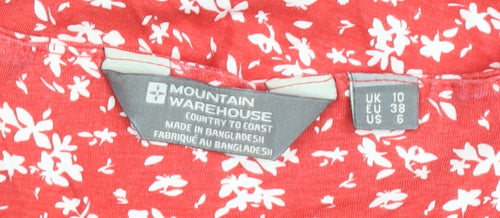 MOUNTAIN
WAREHOUSE
COUNTRY TO COAST
MADE IN BANGLADESH
FABRIQUÉ AU BANGLADESH
UK 10
EU 38
US 6